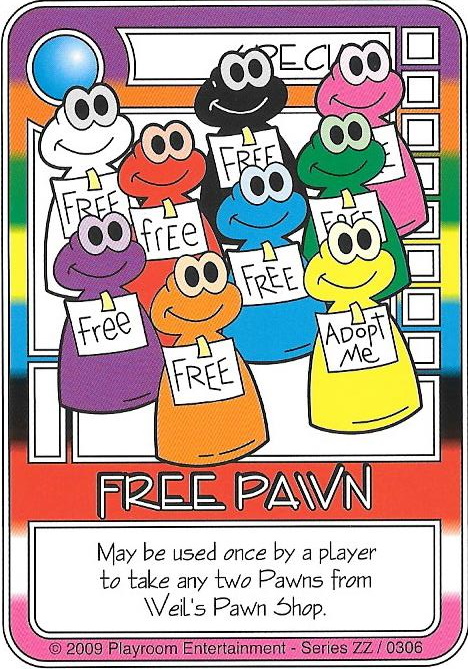 FREE
FREE
frEE
FREE
FREE
free
FREE
ADOPT
ME
FREE PAWN
May be used once by a player
to take any two Pawns from
Weil's Pawn Shop.
© 2009 Playroom Entertainment - Series ZZ / 0306